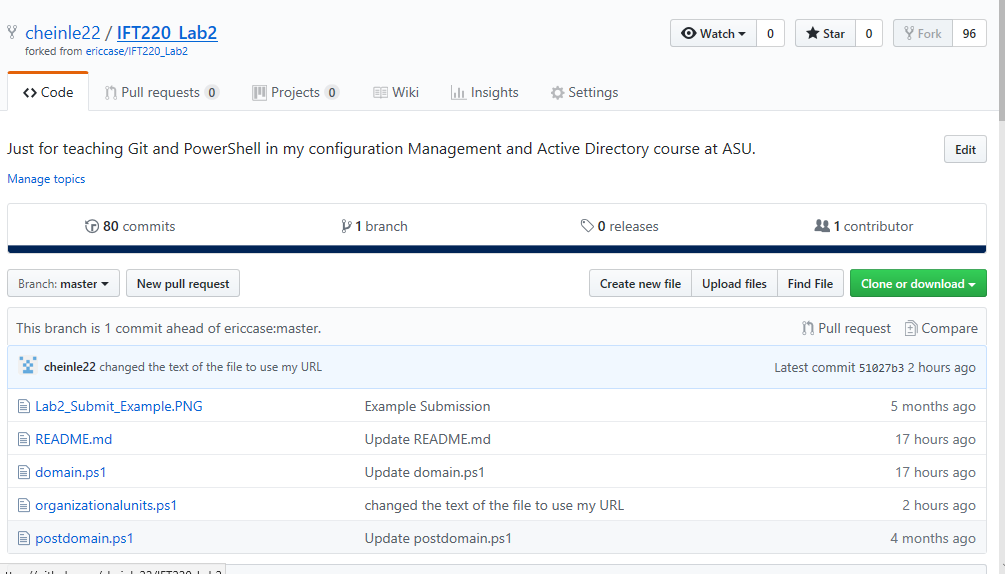 cheinle22 / IFT220_Lab2
forked from ericcase/IFT220_Lab2
Watch 0 Star 0 Fork 96
Code Pull requests 0 Projects 0 Wiki Insights Settings
Just for teaching Git and PowerShell in my configuration Management and Active Directory course at ASU. Edit
Manage topics
80 commits 1 branch 0 releases 1 contributor
Branch: master New pull request Create new file Upload files Find File Clone or download
This branch is 1 commit ahead of ericcase:master. Pull request Compare
cheinle22 changed the text of the file to use my URL Latest commit 51027b3 2 hours ago
Lab2_Submit_Example.PNG Example Submission 5 months ago
README.md Update README.md 17 hours ago
domain.ps1 Update domain.ps1 17 hours ago
organizationalunits.ps1 changed the text of the file to use my URL 2 hours ago
postdomain.ps1 Update postdomain.ps1 4 months ago